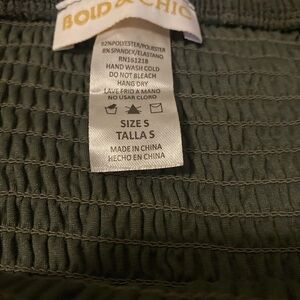 BOLD & CHIC
92%POLYESTER/POLIESTER
8%SPANDEX/ELASTANO
RN161218
HAND WASH COLD
DO NOT BLEACH
HANG DRY
LAVE FRIO A MANO
NO USAR CLORO
SIZE S
TALLA S
MADE IN CHINA
HECHO EN CHINA